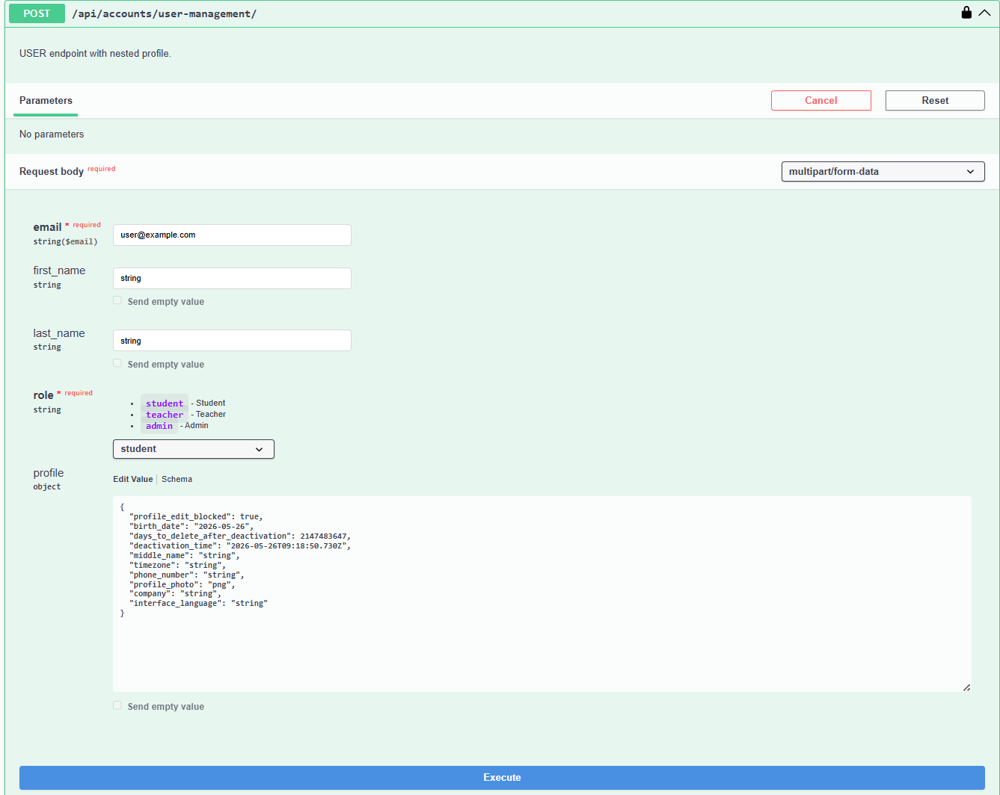 POST /api/accounts/user-management/
USER endpoint with nested profile.
Parameters
Cancel
Reset
No parameters
Request body required
multipart/form-data
email * required
string($email)
user@example.com
first_name
string
string
Send empty value
last_name
string
string
Send empty value
role * required
string
student - Student
teacher - Teacher
admin - Admin
student
profile
object
Edit Value | Schema
{
"profile_edit_blocked": true,
"birth_date": "2026-05-26",
"days_to_delete_after_deactivation": 2147483647,
"deactivation_time": "2026-05-26T09:18:50.730Z",
"middle_name": "string",
"timezone": "string",
"phone_number": "string",
"profile_photo": "png",
"company": "string",
"interface_language": "string"
}
Send empty value
Execute